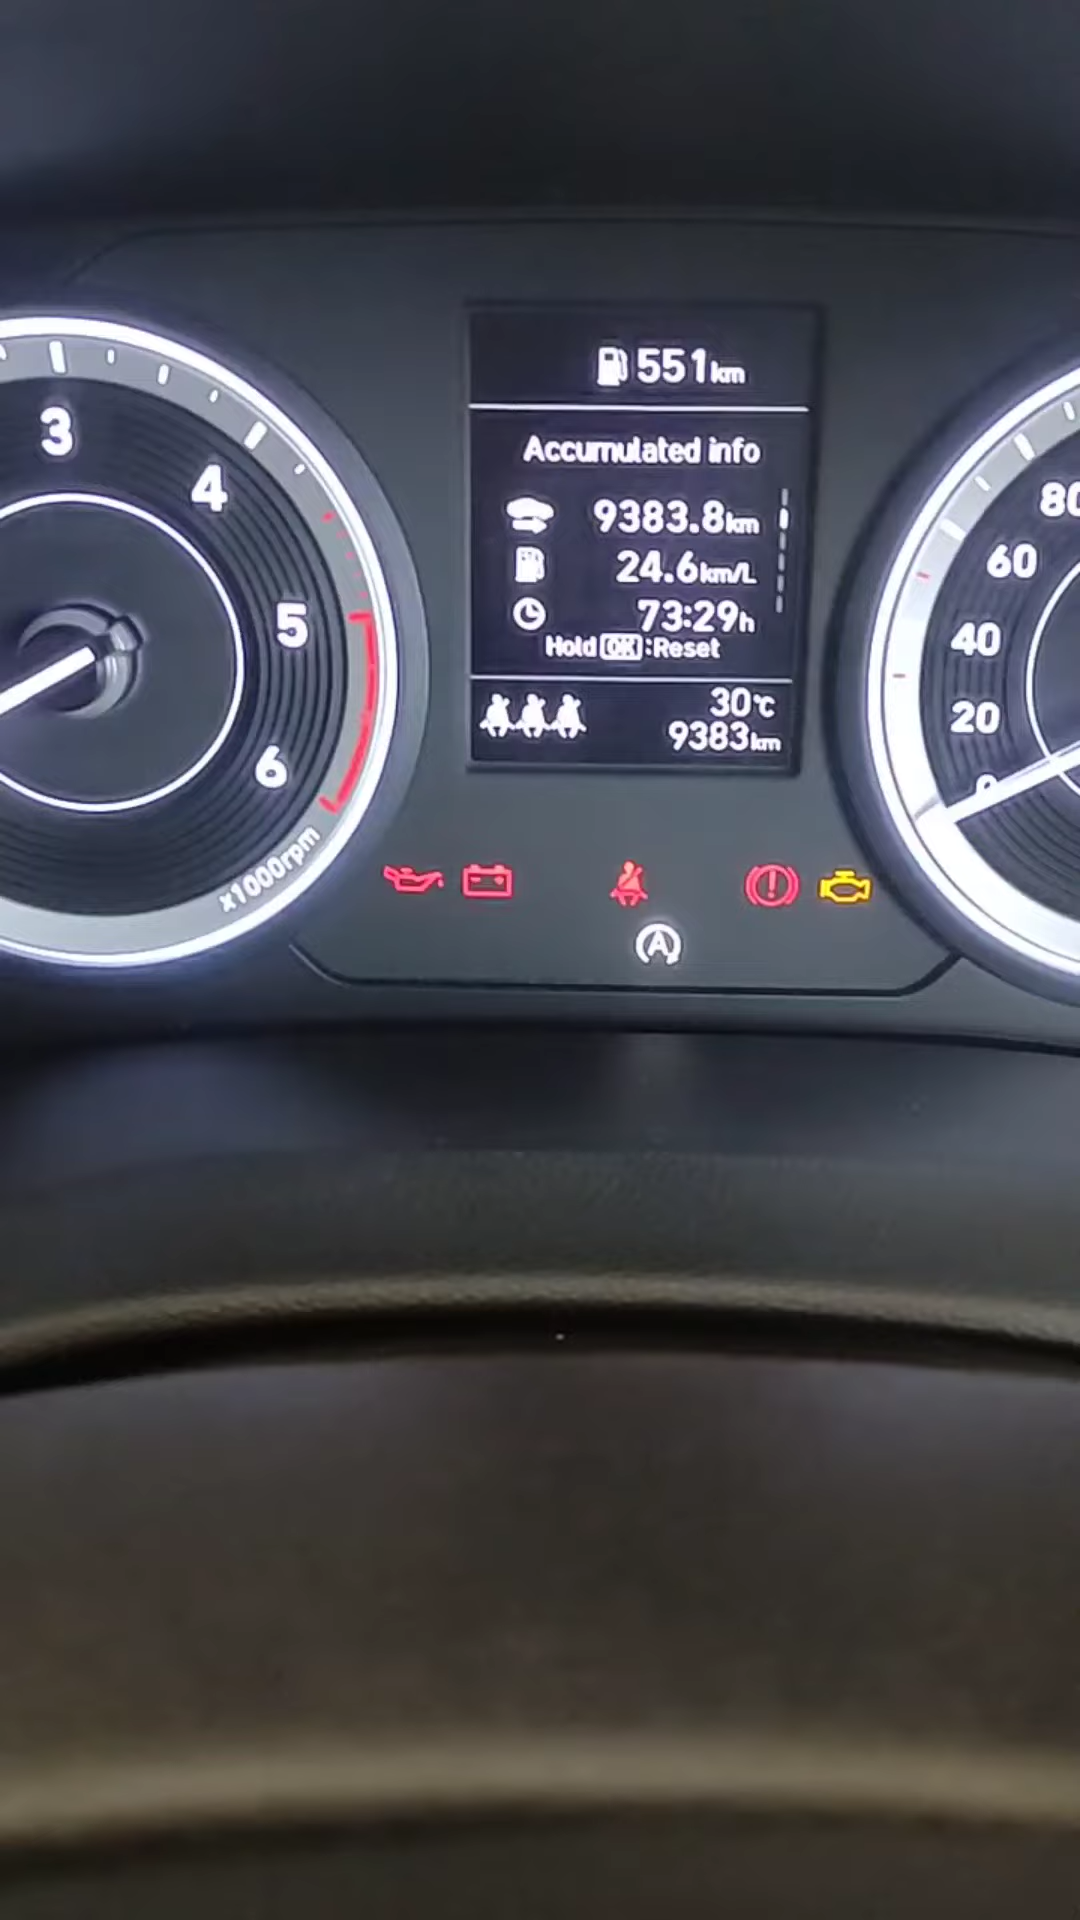 551km
Accumulated info
9383.8km
24.6km/L
73:29h
Hold OK:Reset
30℃
9383km
3
4
5
6
x1000rpm
80
60
40
20
0
A